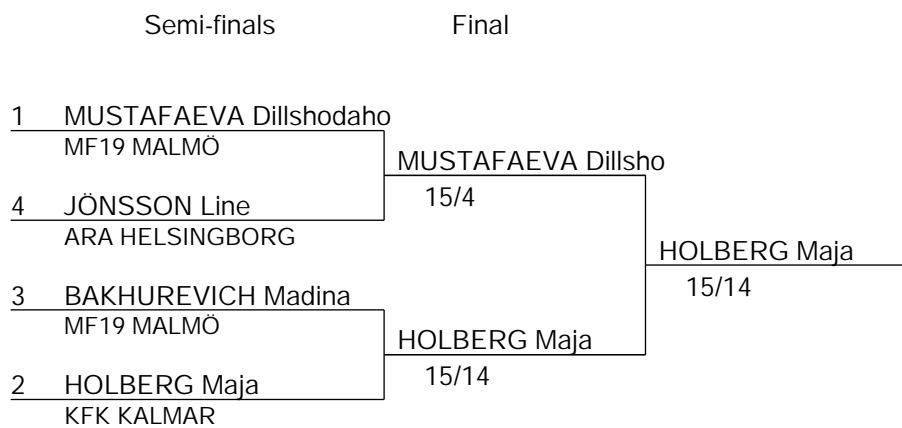 Semi-finals Final
1 MUSTAFAEVA Dillshodaho
MF19 MALMÖ
MUSTAFAEVA Dillsho
15/4
4 JÖNSSON Line
ARA HELSINGBORG
HOLBERG Maja
15/14
3 BAKHUREVICH Madina
MF19 MALMÖ
HOLBERG Maja
15/14
2 HOLBERG Maja
KFK KALMAR